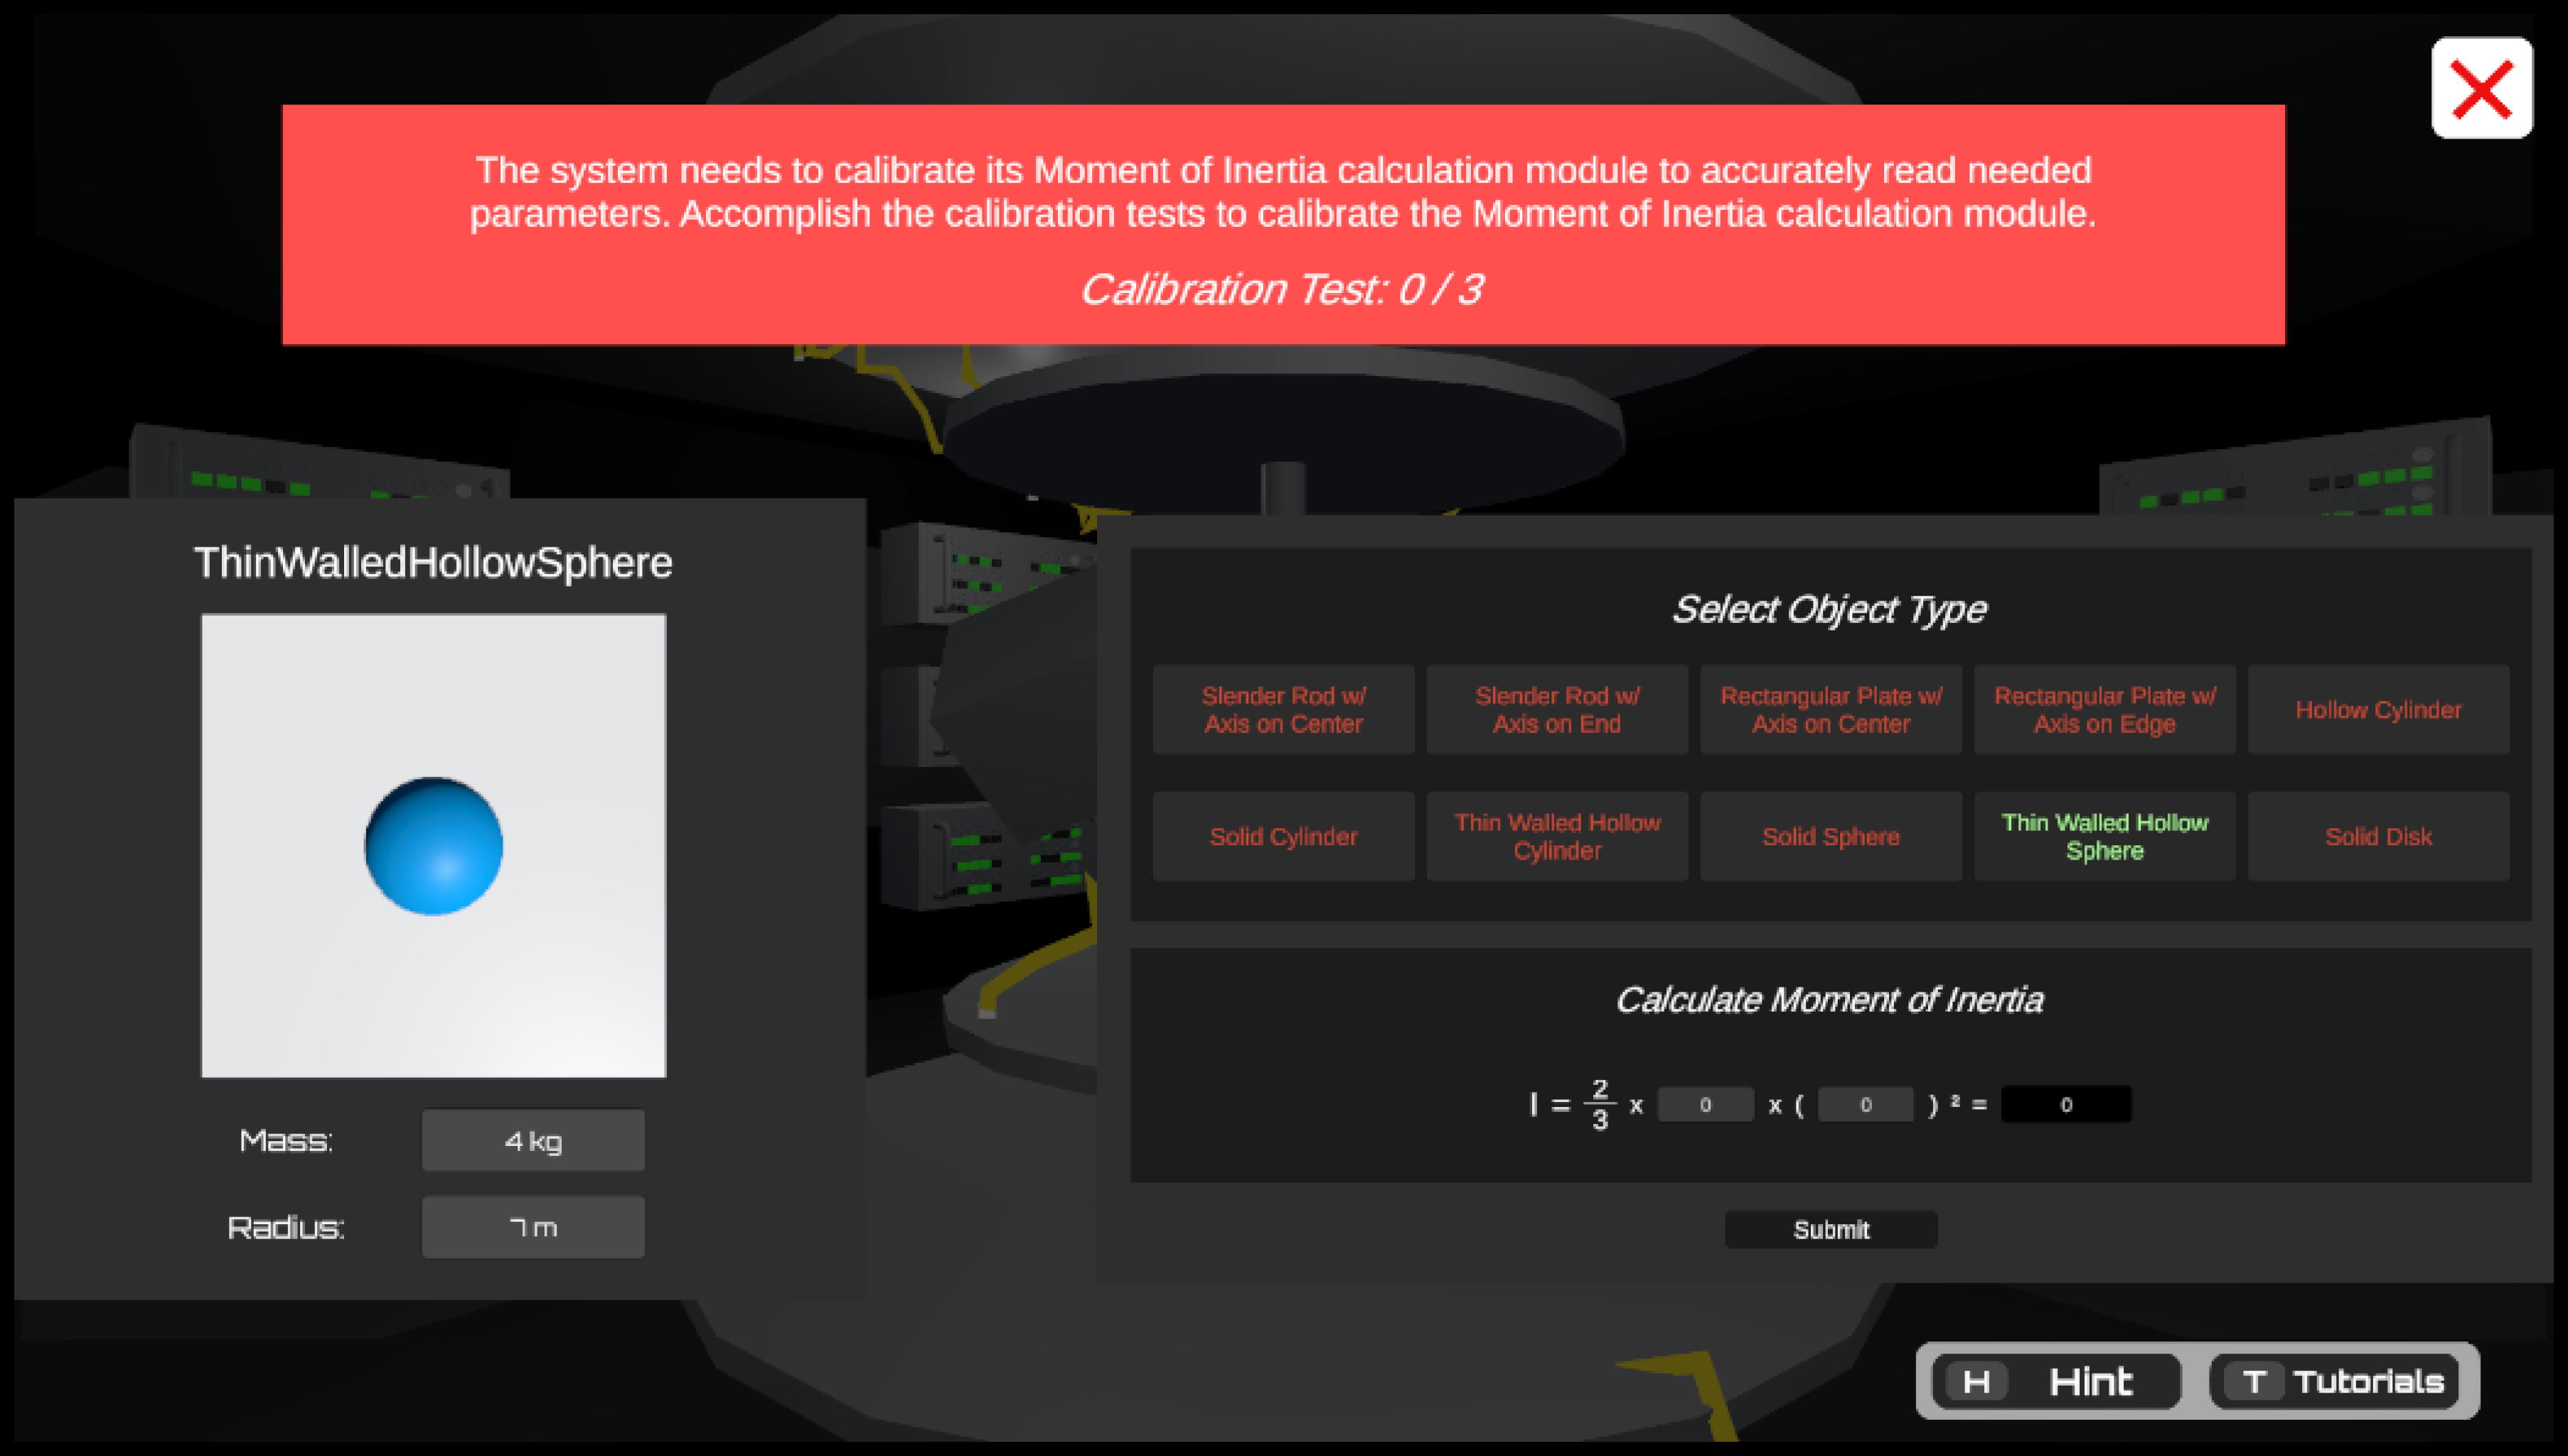 The system needs to calibrate its Moment of Inertia calculation module to accurately read needed
parameters. Accomplish the calibration tests to calibrate the Moment of Inertia calculation module.
Calibration Test: 0 / 3
ThinWalledHollowSphere
Mass:
4 kg
Radius:
7 m
Select Object Type
Slender Rod w/
Axis on Center
Slender Rod w/
Axis on End
Rectangular Plate w/
Axis on Center
Rectangular Plate w/
Axis on Edge
Hollow Cylinder
Solid Cylinder
Thin Walled Hollow
Cylinder
Solid Sphere
Thin Walled Hollow
Sphere
Solid Disk
Calculate Moment of Inertia
I = 2/3 x 0 x ( 0 ) ² = 0
Submit
H Hint
T Tutorials